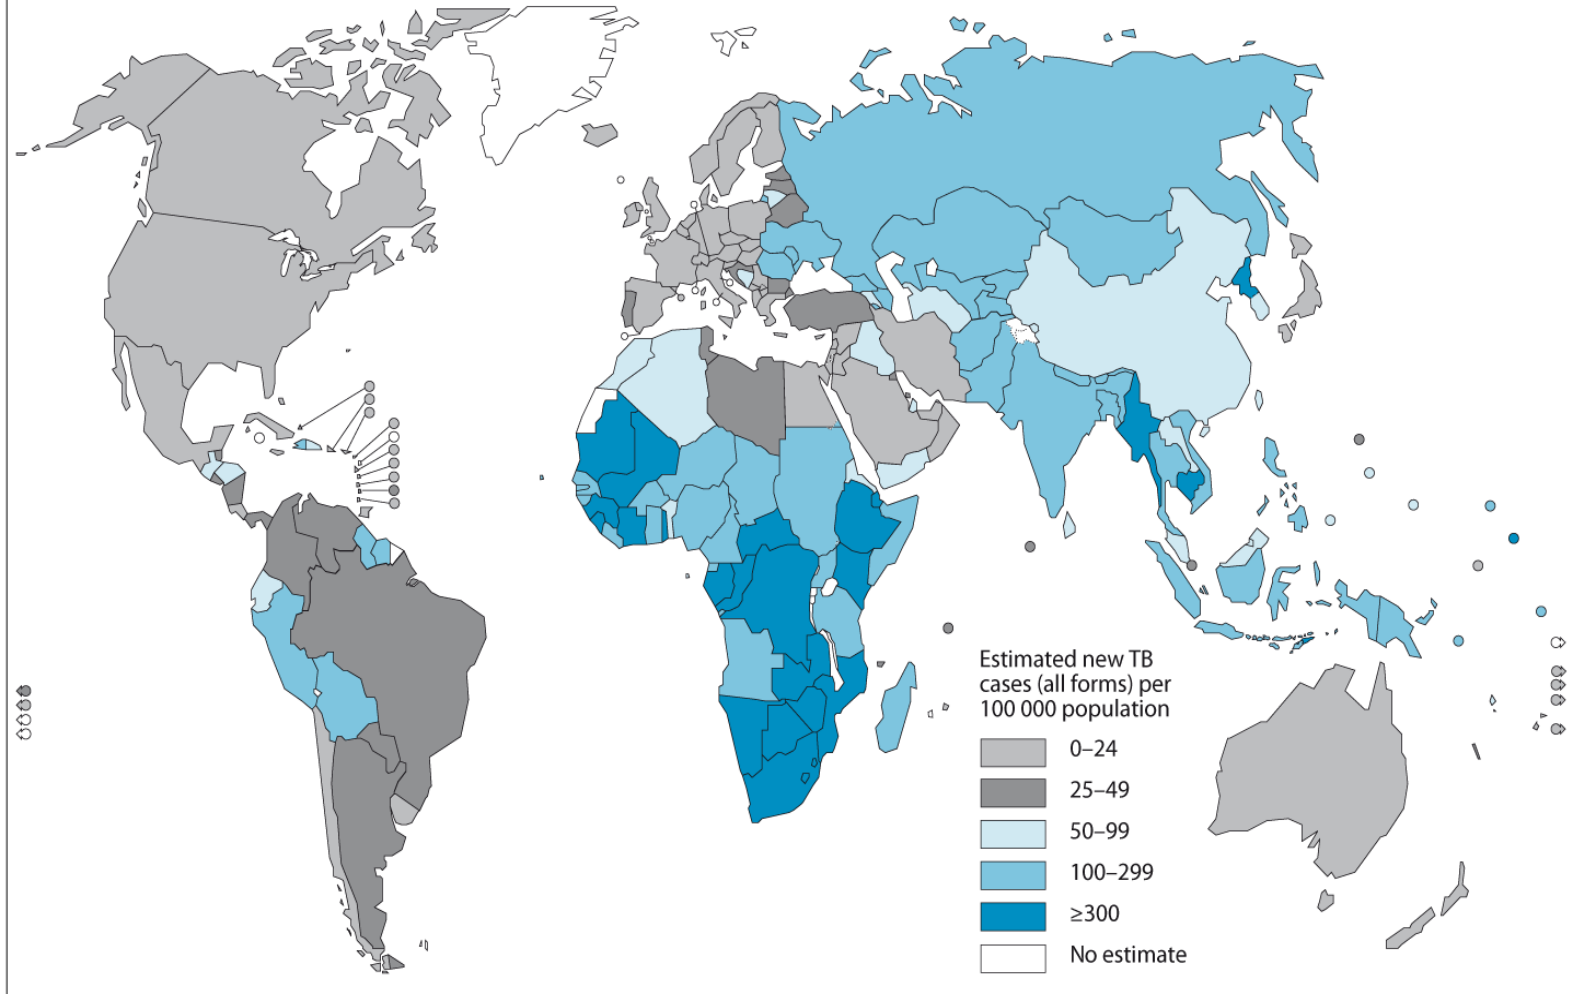 Estimated new TB
cases (all forms) per
100 000 population
0–24
25–49
50–99
100–299
≥300
No estimate